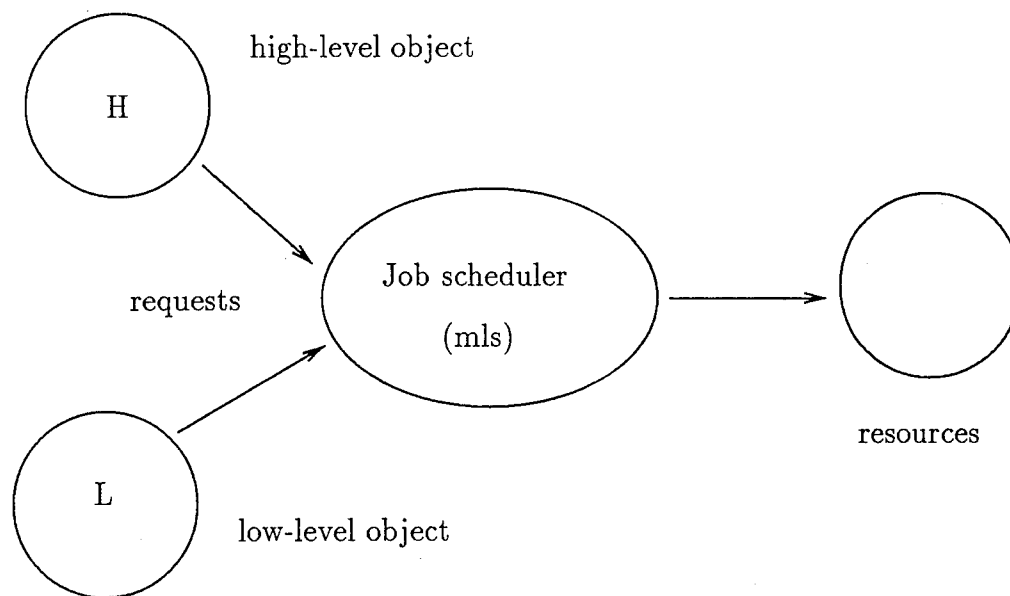 high-level object
H
Job scheduler
requests
(mls)
resources
L
low-level object